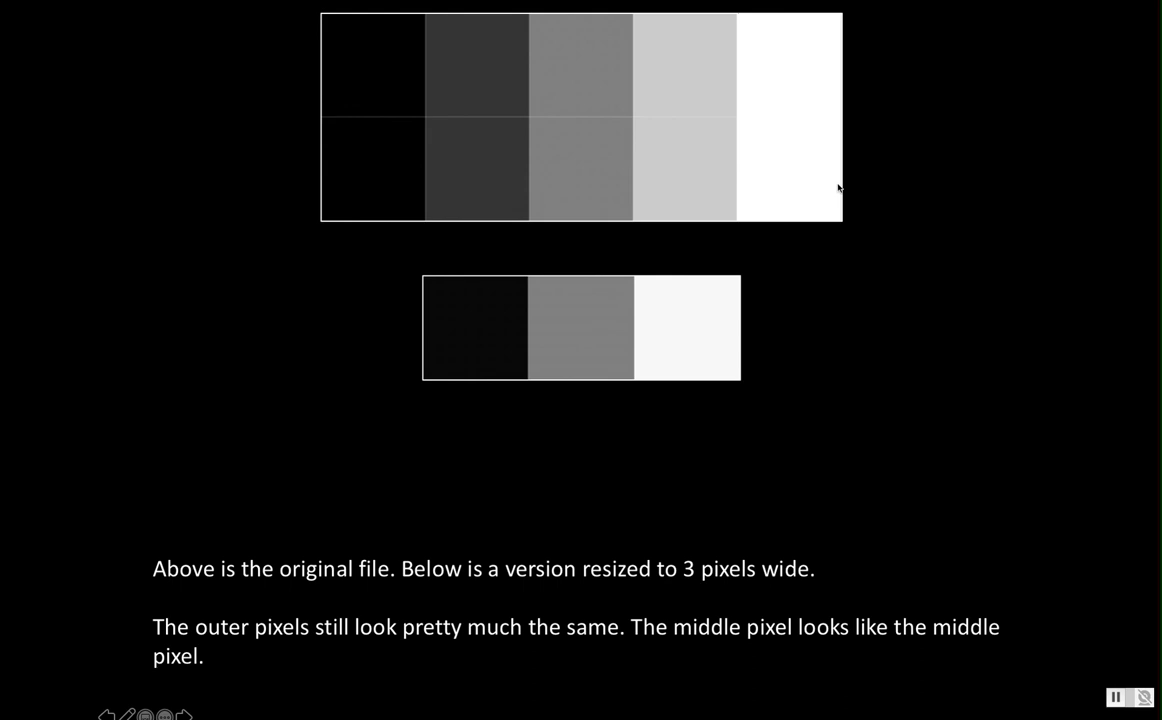 Above is the original file. Below is a version resized to 3 pixels wide.
The outer pixels still look pretty much the same. The middle pixel looks like the middle
pixel.